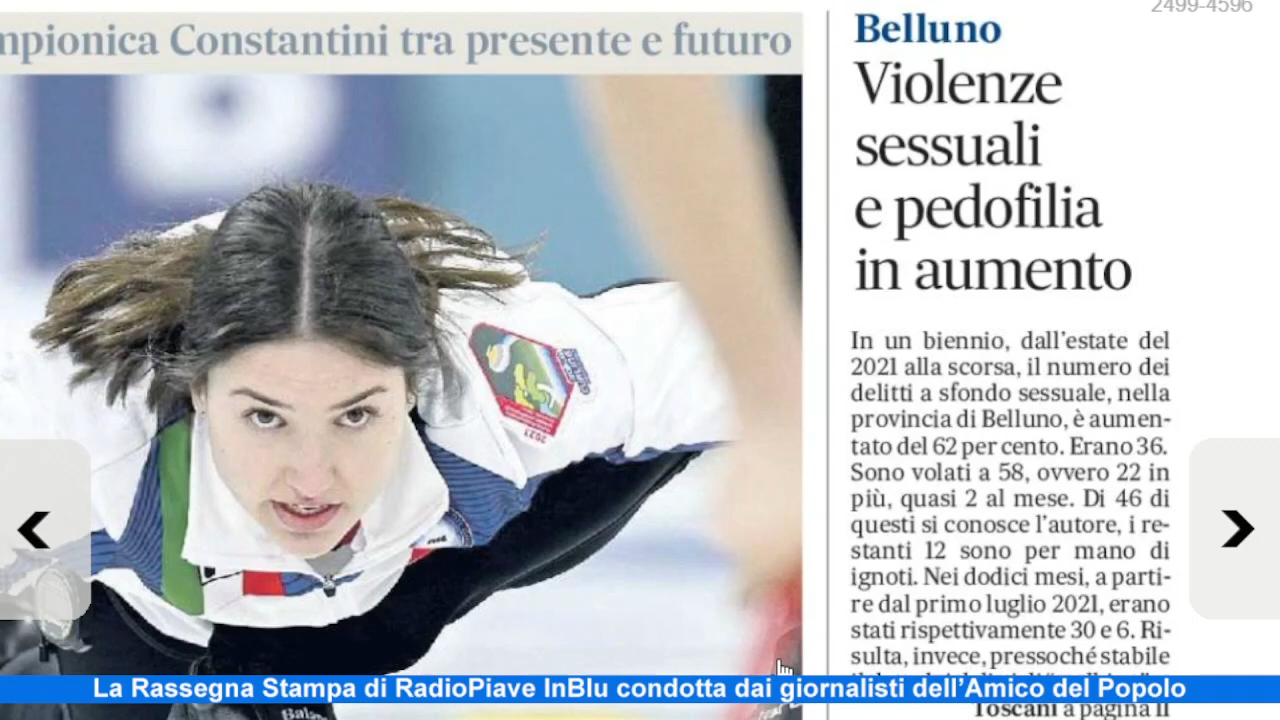 2499-4596
mpionica Constantini tra presente e futuro
Belluno
Violenze
sessuali
e pedofilia
in aumento
In un biennio, dall'estate del
2021 alla scorsa, il numero dei
delitti a sfondo sessuale, nella
provincia di Belluno, è aumen-
tato del 62 per cento. Erano 36.
Sono volati a 58, ovvero 22 in
più, quasi 2 al mese. Di 46 di
questi si conosce l'autore, i re-
stanti 12 sono per mano di
ignoti. Nei dodici mesi, a parti-
re dal primo luglio 2021, erano
stati rispettivamente 30 e 6. Ri-
sulta, invece, pressoché stabile
Toscani a pagina II
2021
La Rassegna Stampa di RadioPiave InBlu condotta dai giornalisti dell'Amico del Popolo